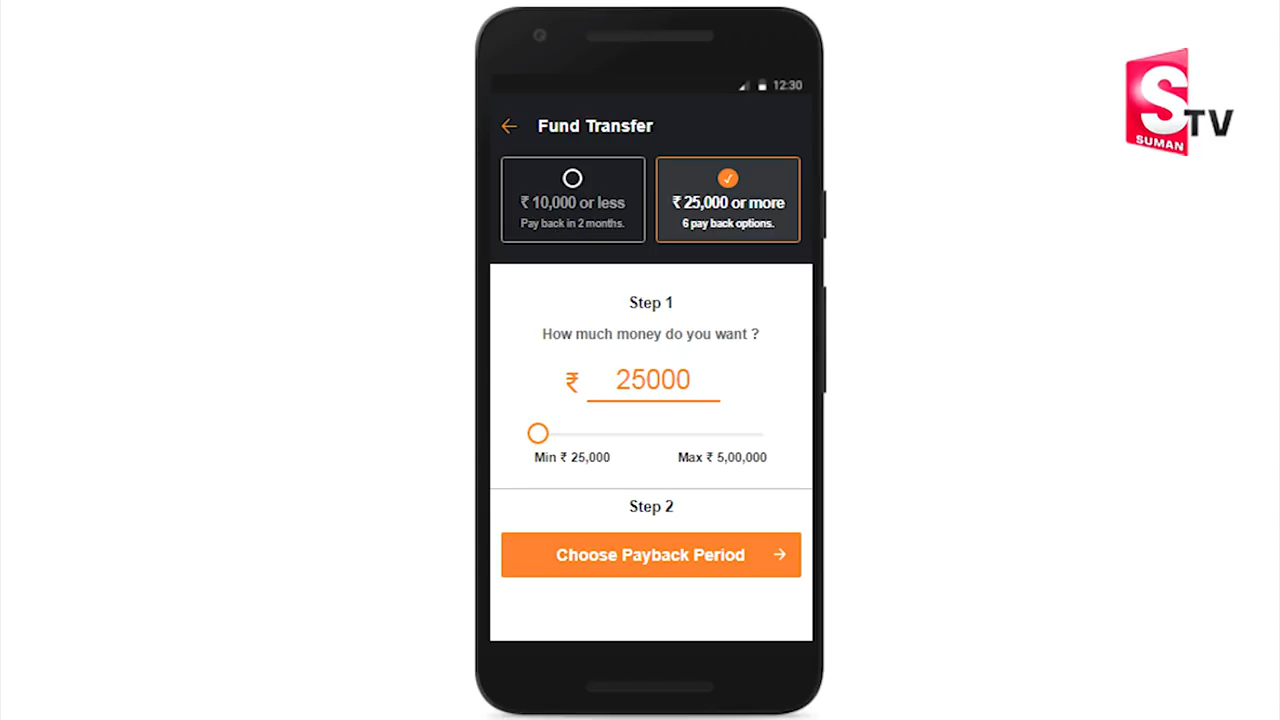 12:30
Fund Transfer
₹ 10,000 or less
Pay back in 2 months.
₹ 25,000 or more
6 pay back options.
Step 1
How much money do you want ?
₹ 25000
Min ₹ 25,000
Max ₹ 5,00,000
Step 2
Choose Payback Period
S TV
SUMAN